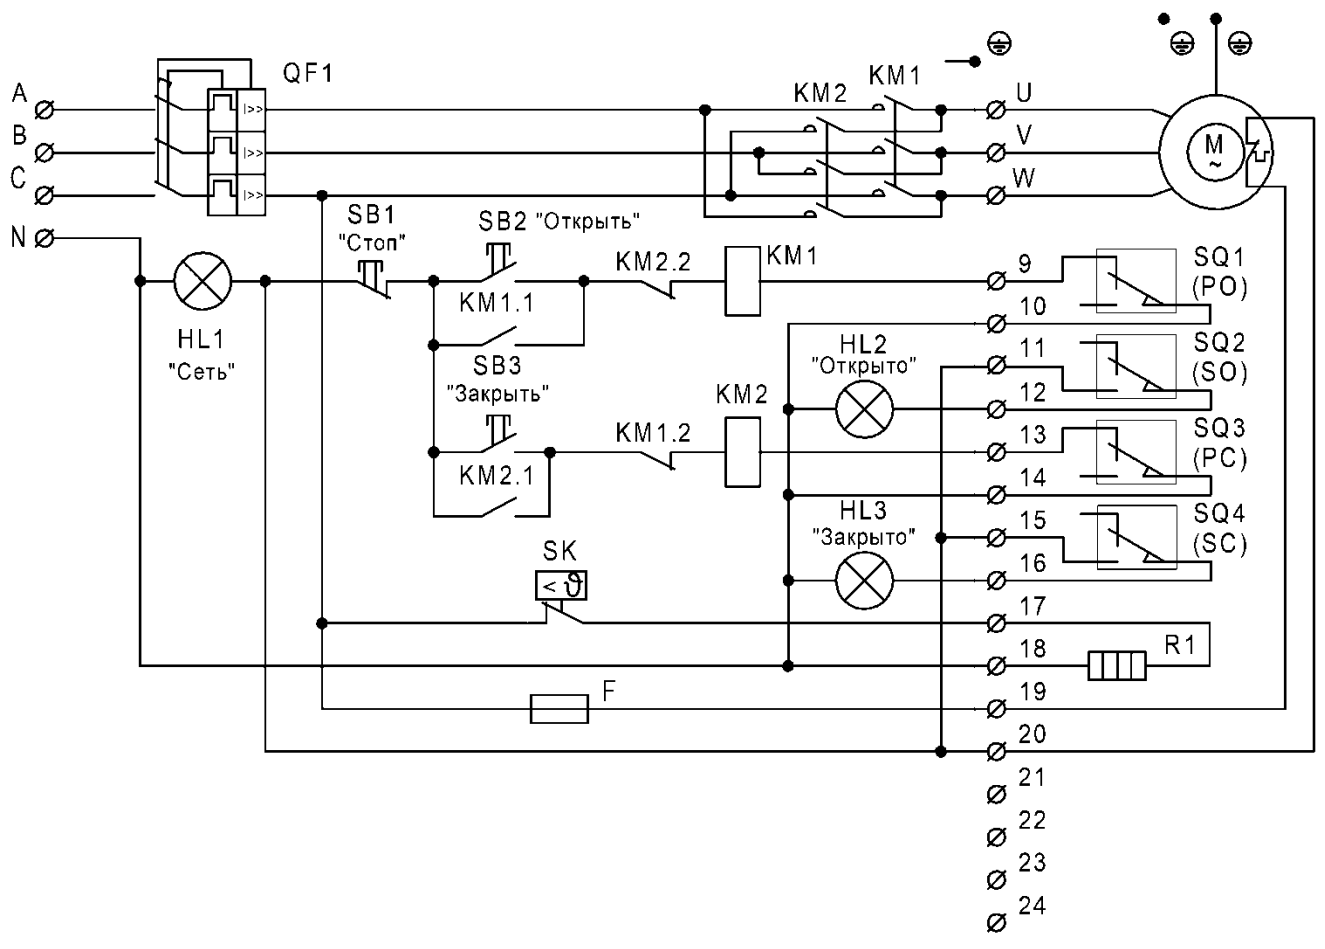 QF1
A
B
C
N
KM2
KM1
U
V
W
M
~
I>>
I>>
I>>
SB1
"Стоп"
SB2 "Открыть"
KM1.1
KM2.2
KM1
HL1
"Сеть"
SB3
"Закрыть"
KM2.1
KM1.2
KM2
HL2
"Открыто"
HL3
"Закрыто"
SK
< ϑ
F
9
10
11
12
13
14
15
16
17
18
19
20
21
22
23
24
SQ1
(PO)
SQ2
(SO)
SQ3
(PC)
SQ4
(SC)
R1